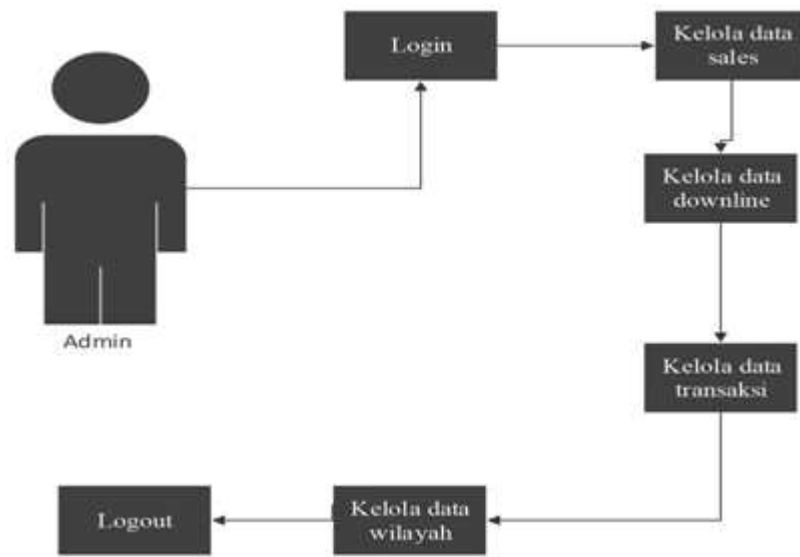 Login
Kelola data
sales
Kelola data
downline
Admin
Kelola data
transaksi
Kelola data
wilayah
Logout